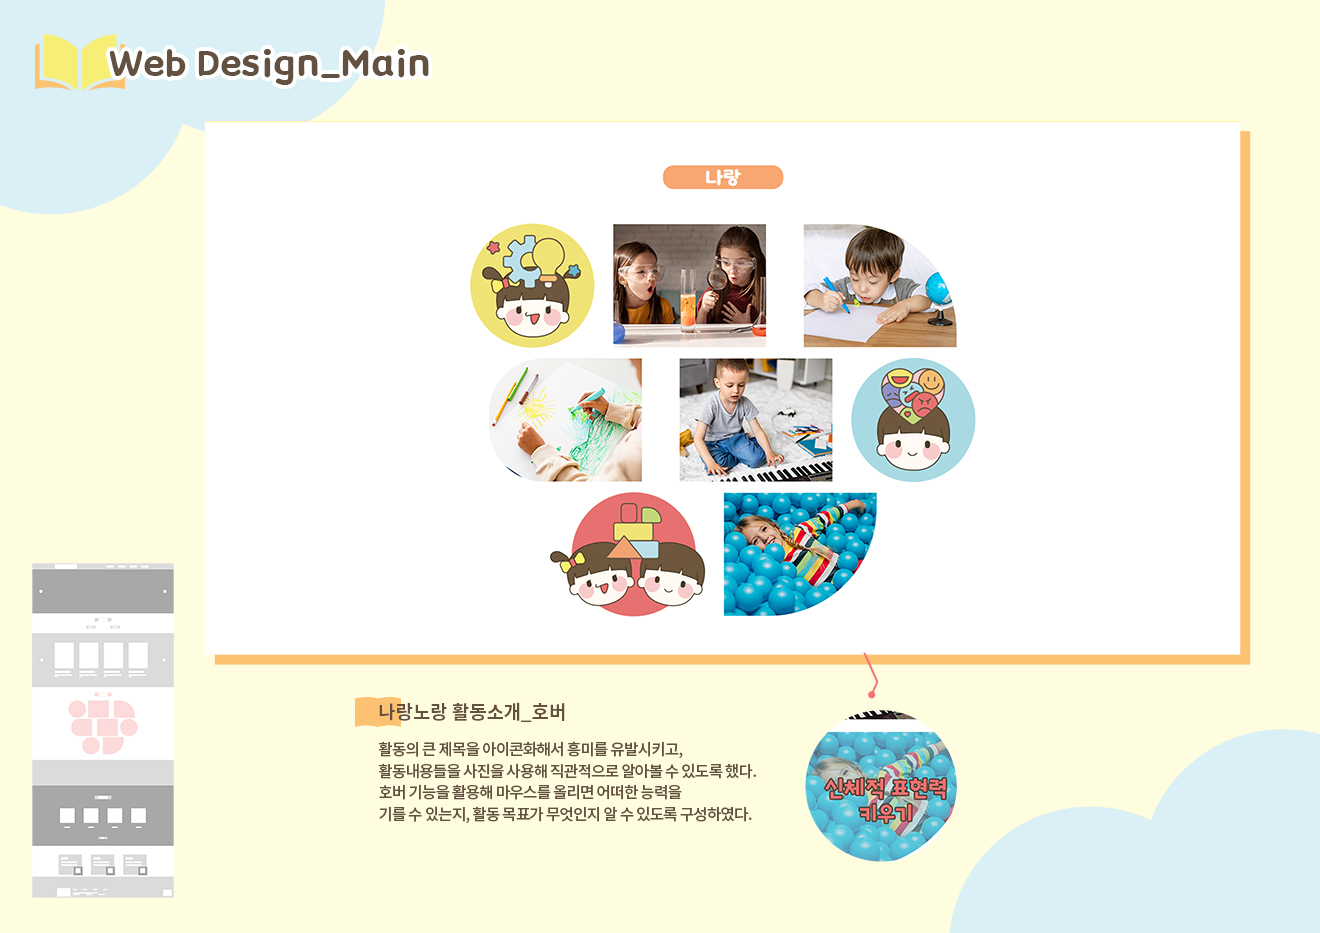 Web Design_Main
나랑
나랑노랑 활동소개_호버
활동의 큰 제목을 아이콘화해서 흥미를 유발시키고,
활동내용들을 사진을 사용해 직관적으로 알아볼 수 있도록 했다.
호버 기능을 활용해 마우스를 올리면 어떠한 능력을
기를 수 있는지, 활동 목표가 무엇인지 알 수 있도록 구성하였다.
신체적 표현력
키우기